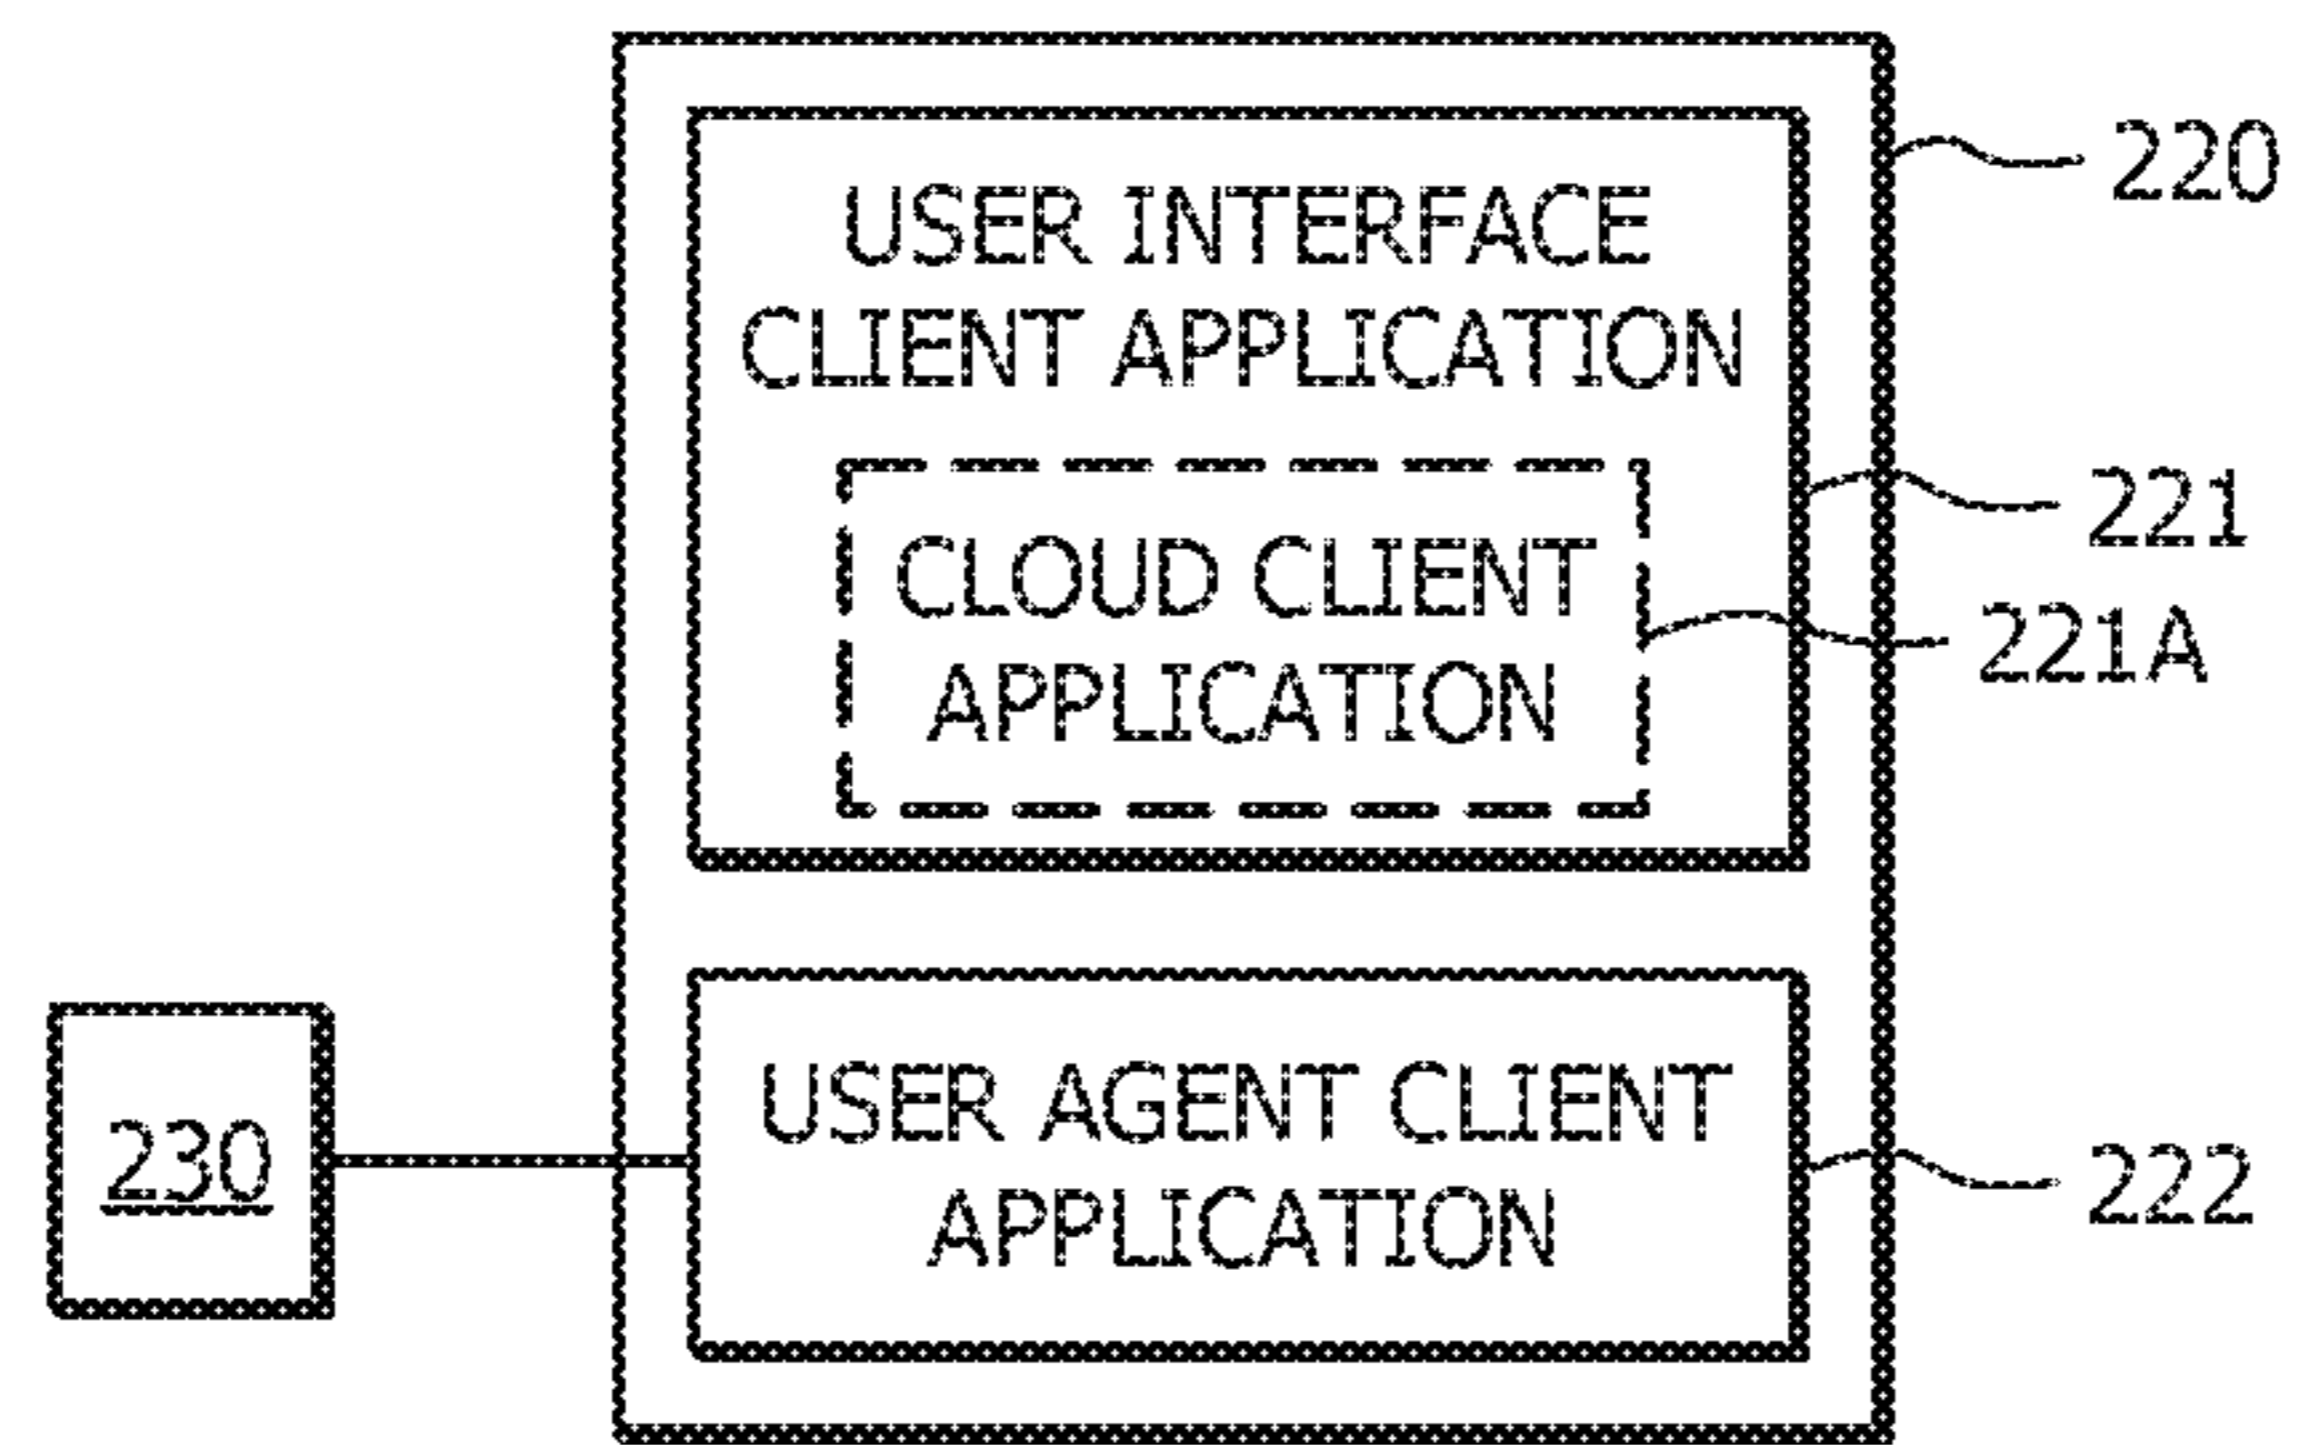 220
USER INTERFACE
CLIENT APPLICATION
221
CLOUD CLIENT
APPLICATION
221A
230
USER AGENT CLIENT
APPLICATION
222